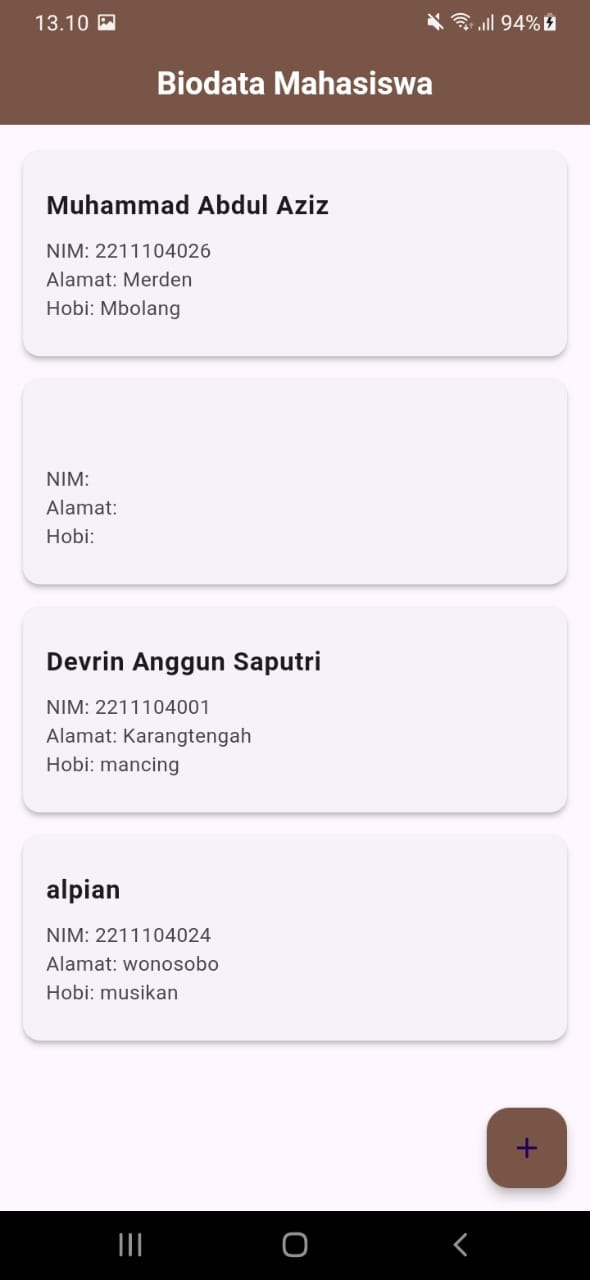 13.10
94%
Biodata Mahasiswa
Muhammad Abdul Aziz
NIM: 2211104026
Alamat: Merden
Hobi: Mbolang
NIM:
Alamat:
Hobi:
Devrin Anggun Saputri
NIM: 2211104001
Alamat: Karangtengah
Hobi: mancing
alpian
NIM: 2211104024
Alamat: wonosobo
Hobi: musikan
+